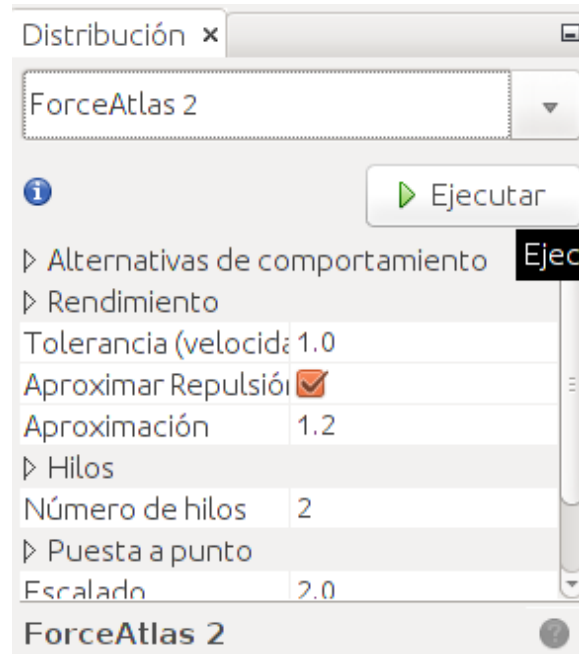 Distribución
ForceAtlas 2
Ejecutar
Ejec
Alternativas de comportamiento
Rendimiento
Tolerancia (velocida 1.0
Aproximar Repulsión
Aproximación 1.2
Hilos
Número de hilos 2
Puesta a punto
Escalado 2.0
ForceAtlas 2